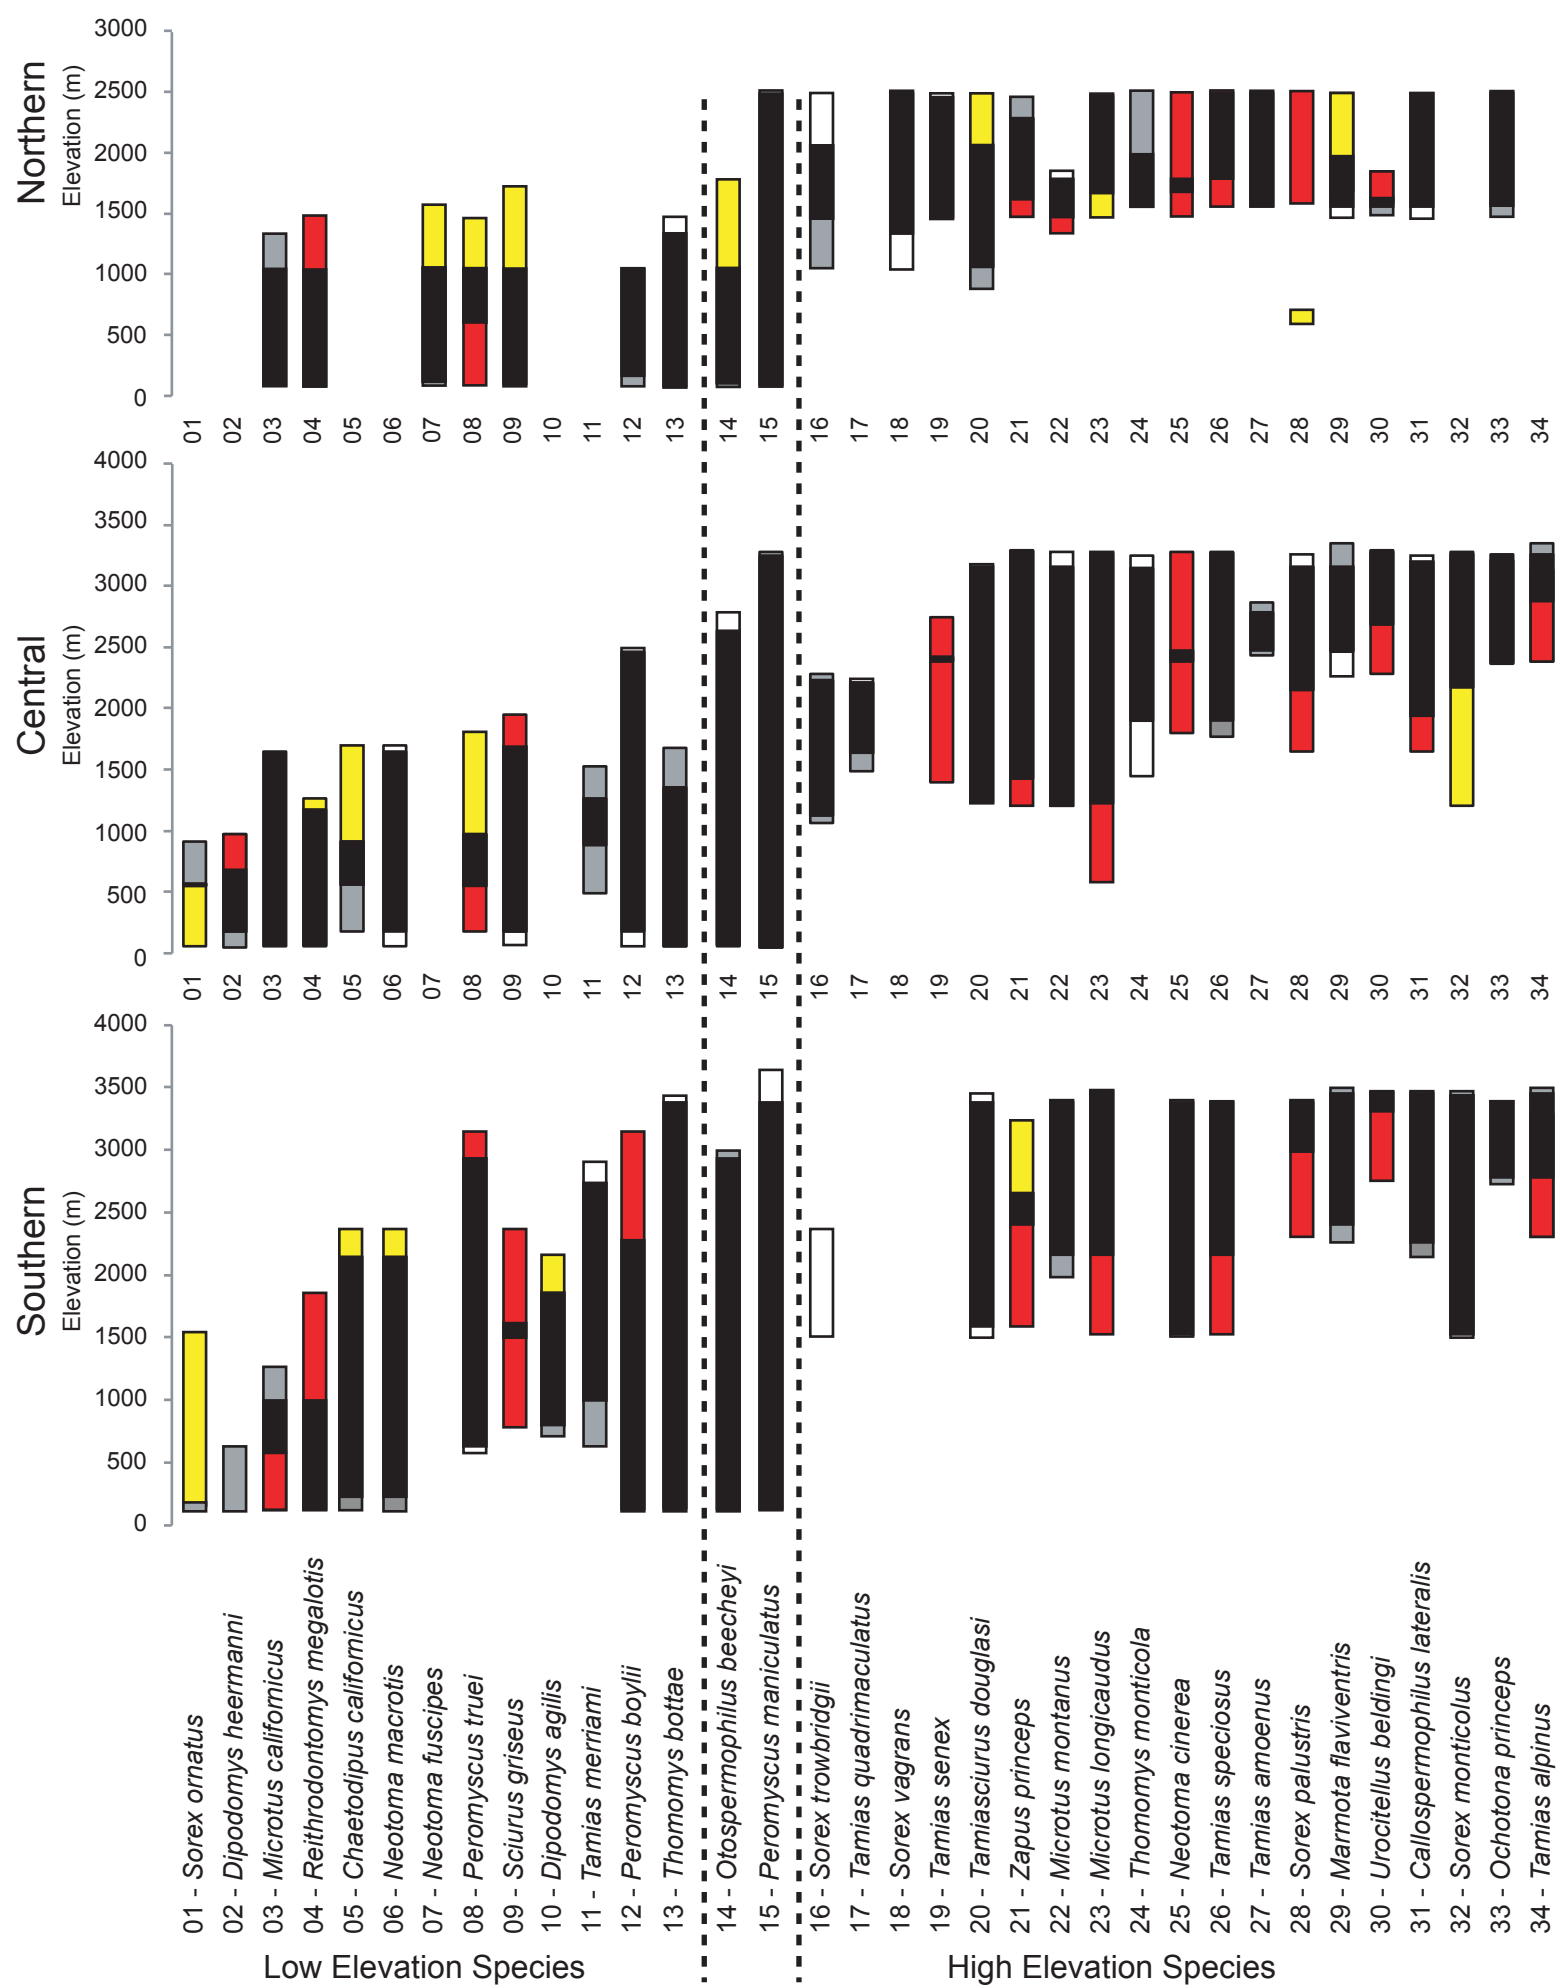 Northern
Elevation (m)
3000
2500
2000
1500
1000
500
0
01 02 03 04 05 06 07 08 09 10 11 12 13 14 15 16 17 18 19 20 21 22 23 24 25 26 27 28 29 30 31 32 33 34
Central
Elevation (m)
4000
3500
3000
2500
2000
1500
1000
500
0
01 02 03 04 05 06 07 08 09 10 11 12 13 14 15 16 17 18 19 20 21 22 23 24 25 26 27 28 29 30 31 32 33 34
Southern
Elevation (m)
4000
3500
3000
2500
2000
1500
1000
500
0
01 - Sorex ornatus
02 - Dipodomys heermanni
03 - Microtus californicus
04 - Reithrodontomys megalotis
05 - Chaetodipus californicus
06 - Neotoma macrotis
07 - Neotoma fuscipes
08 - Peromyscus truei
09 - Sciurus griseus
10 - Dipodomys agilis
11 - Tamias merriami
12 - Peromyscus boylii
13 - Thomomys bottae
14 - Otospermophilus beecheyi
15 - Peromyscus maniculatus
16 - Sorex trowbridgii
17 - Tamias quadrimaculatus
18 - Sorex vagrans
19 - Tamias senex
20 - Tamiasciurus douglasi
21 - Zapus princeps
22 - Microtus montanus
23 - Microtus longicaudus
24 - Thomomys monticola
25 - Neotoma cinerea
26 - Tamias speciosus
27 - Tamias amoenus
28 - Sorex palustris
29 - Marmota flaviventris
30 - Urocitellus beldingi
31 - Callospermophilus lateralis
32 - Sorex monticolus
33 - Ochotona princeps
34 - Tamias alpinus
Low Elevation Species
High Elevation Species